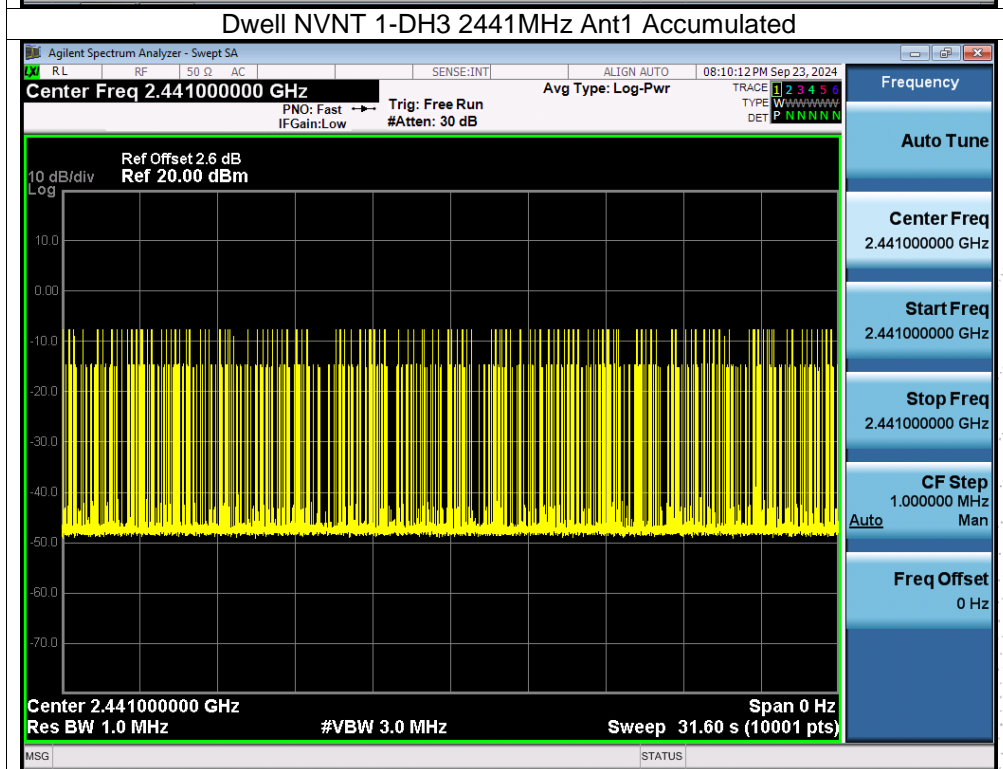 Dwell NVNT 1-DH3 2441MHz Ant1 Accumulated
Agilent Spectrum Analyzer - Swept SA
LXI RL RF 50 Ω AC SENSE:INT ALIGN AUTO 08:10:12 PM Sep 23, 2024
Center Freq 2.441000000 GHz
PNO: Fast
IFGain:Low
Trig: Free Run
#Atten: 30 dB
Avg Type: Log-Pwr
TRACE 1 2 3 4 5 6
TYPE WWWWWW
DET P N N N N N
Frequency
Auto Tune
Center Freq
2.441000000 GHz
Start Freq
2.441000000 GHz
Stop Freq
2.441000000 GHz
CF Step
1.000000 MHz
Auto Man
Freq Offset
0 Hz
Ref Offset 2.6 dB
10 dB/div Ref 20.00 dBm
Log
10.0
0.00
-10.0
-20.0
-30.0
-40.0
-50.0
-60.0
-70.0
Center 2.441000000 GHz Span 0 Hz
Res BW 1.0 MHz #VBW 3.0 MHz Sweep 31.60 s (10001 pts)
MSG STATUS